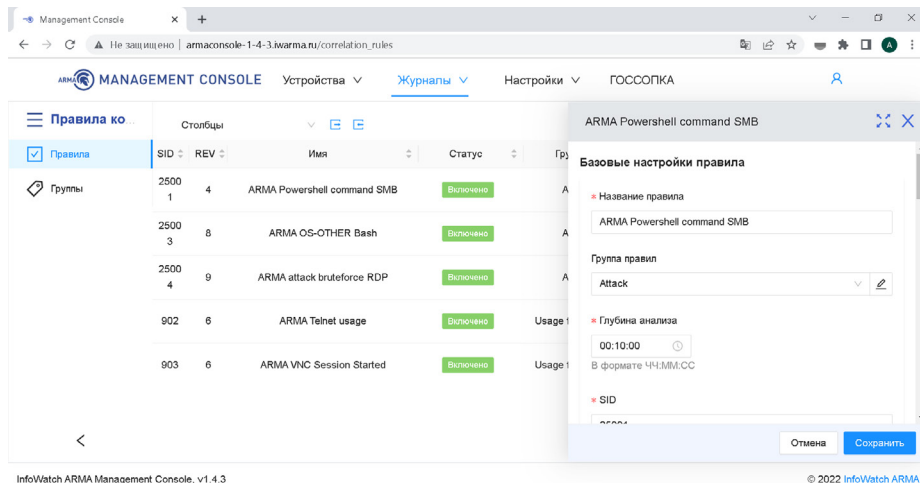 Management Console
Не защищено | armaconsole-1-4-3.iwarma.ru/correlation_rules
A
ARMA MANAGEMENT CONSOLE Устройства Журналы Настройки ГОССОПКА
Правила ко...
Правила
Группы
Столбцы
SID REV Имя Статус Гру
2500
1 4 ARMA Powershell command SMB Включено A
2500
3 8 ARMA OS-OTHER Bash Включено A
2500
4 9 ARMA attack bruteforce RDP Включено A
902 6 ARMA Telnet usage Включено Usage
903 6 ARMA VNC Session Started Включено Usage
ARMA Powershell command SMB
Базовые настройки правила
* Название правила
ARMA Powershell command SMB
Группа правил
Attack
* Глубина анализа
00:10:00
В формате ЧЧ:ММ:СС
* SID
25001
Отмена Сохранить
InfoWatch ARMA Management Console, v1.4.3 © 2022 InfoWatch ARMA